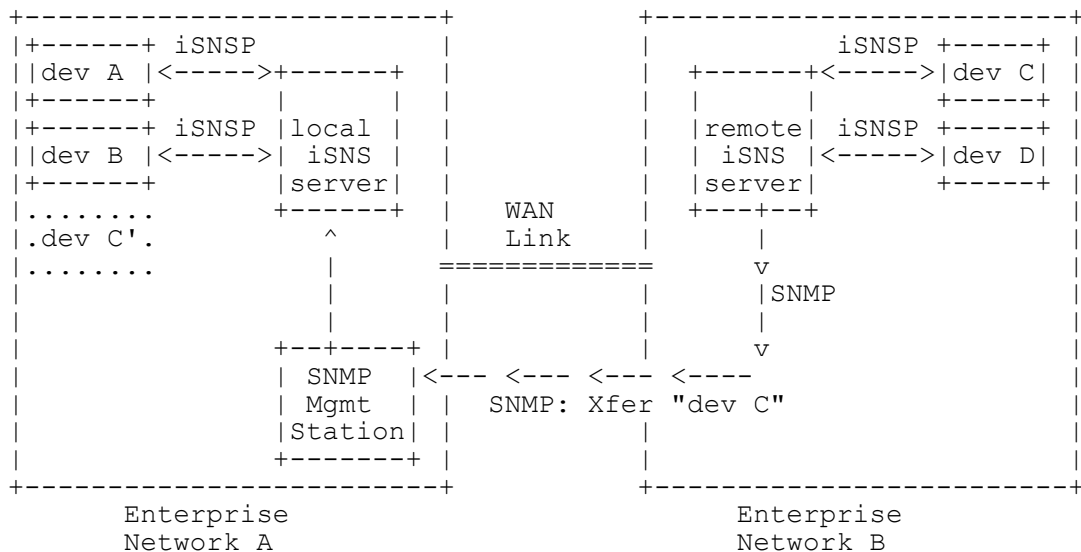 +--------------------------+              +--------------------------+
|+------+ iSNSP            |              |            iSNSP +-----+ |
||dev A |<----->+------+   |              |   +------+<----->|dev C| |
|+------+       |      |   |              |   |      |       +-----+ |
|+------+ iSNSP |local |   |              |   |remote| iSNSP +-----+ |
||dev B |<----->| iSNS |   |              |   | iSNS |<----->|dev D| |
|+------+       |server|   |              |   |server|       +-----+ |
|........       +------+   |    WAN       |   +---+--+               |
|.dev C'.          ^       |    Link      |       |                  |
|........          |       =============          v                  |
|                  |       |              |       |SNMP              |
|                  |       |              |       |                  |
|               +--+----+  |              |       v                  |
|               | SNMP  |<--- <--- <--- <----                        |
|               | Mgmt  |  |   SNMP: Xfer "dev C"                    |
|               |Station|  |              |                          |
|               +-------+  |              |                          |
+--------------------------+              +--------------------------+
Enterprise                                Enterprise
Network A                                 Network B